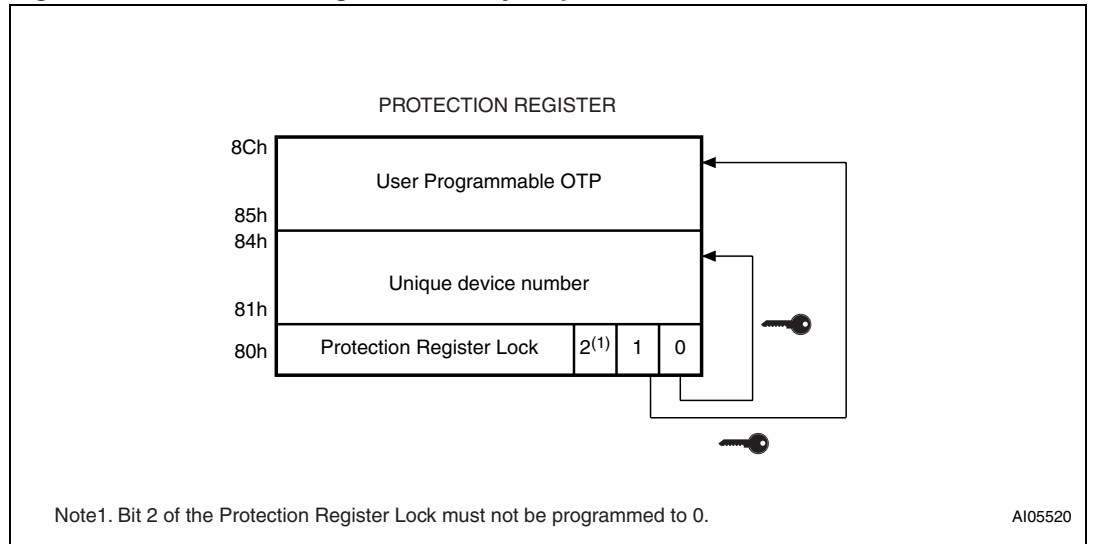 PROTECTION REGISTER
8Ch
User Programmable OTP
85h
84h
Unique device number
81h
80h
Protection Register Lock
2(1)
1
0
Note1. Bit 2 of the Protection Register Lock must not be programmed to 0.
AI05520